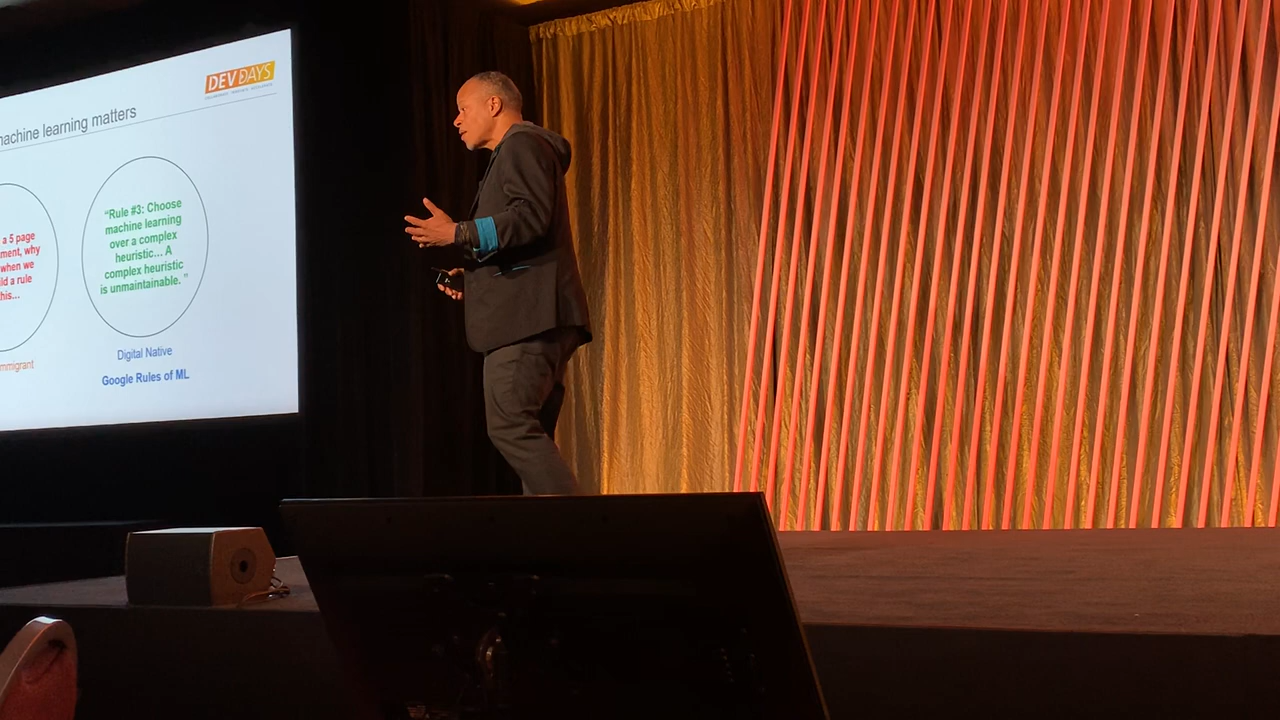 DEV DAYS
machine learning matters
a 5 page
ment, why
when we
ld a rule
his...
mmigrant
“Rule #3: Choose
machine learning
over a complex
heuristic... A
complex heuristic
is unmaintainable. ”
Digital Native
Google Rules of ML